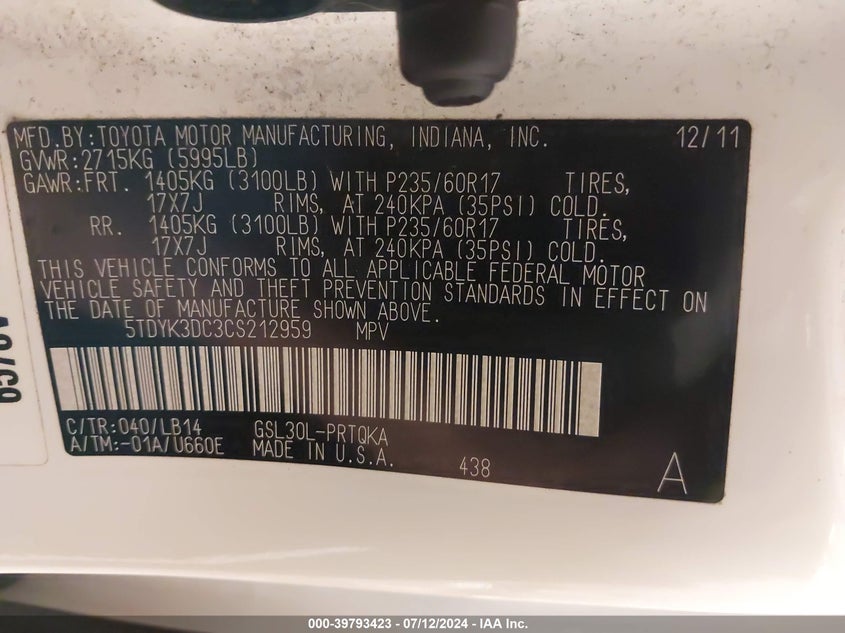 MFD.BY:TOYOTA MOTOR MANUFACTURING, INDIANA, INC. 12/11
GVWR:2715KG (5995LB)
GAWR:FRT. 1405KG (3100LB) WITH P235/60R17 TIRES,
17X7J RIMS, AT 240KPA (35PSI) COLD.
RR. 1405KG (3100LB) WITH P235/60R17 TIRES,
17X7J RIMS, AT 240KPA (35PSI) COLD.
THIS VEHICLE CONFORMS TO ALL APPLICABLE FEDERAL MOTOR
VEHICLE SAFETY AND THEFT PREVENTION STANDARDS IN EFFECT ON
THE DATE OF MANUFACTURE SHOWN ABOVE.
5TDYK3DC3CS212959 MPV
C/TR:040/LB14 GSL30L-PRTQKA
A/TM:-01A/U660E MADE IN U.S.A. 438 A
000-39793423 - 07/12/2024 - IAA Inc.